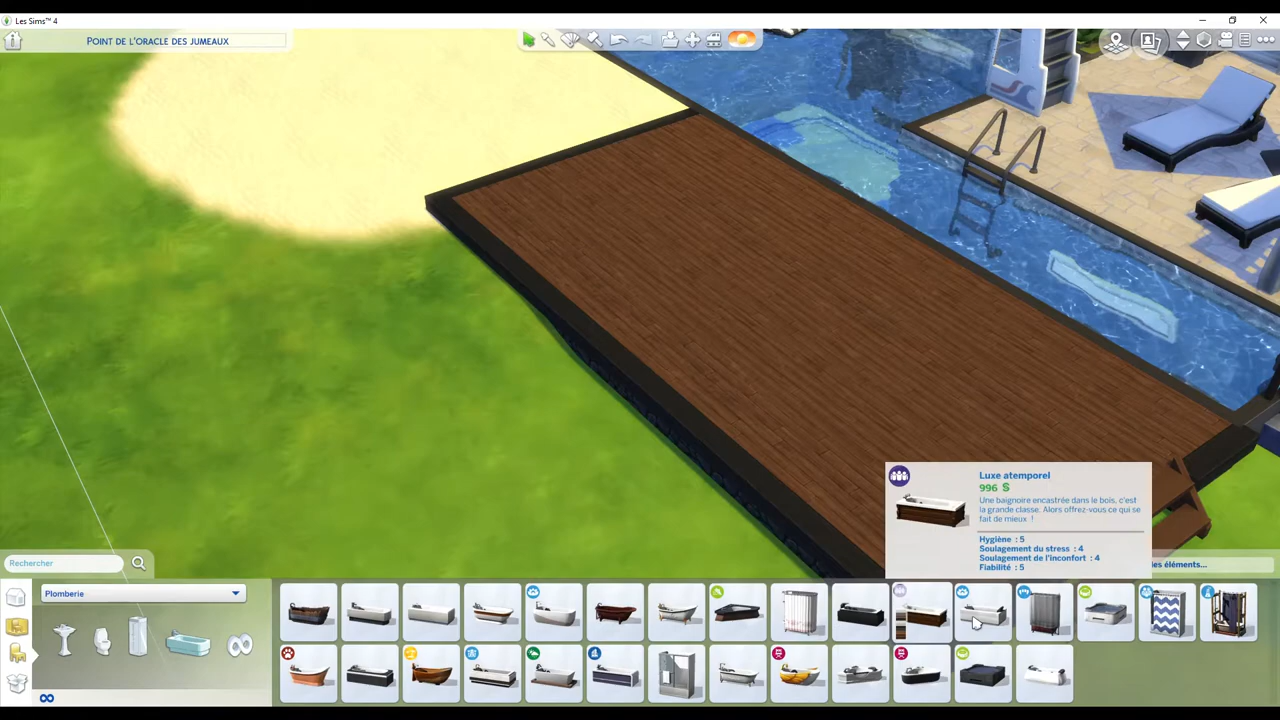 Les Sims™ 4
POINT DE L'ORACLE DES JUMEAUX
Luxe atemporel
996 $
Une baignoire encastrée dans le bois, c'est
la grande classe. Alors offrez-vous ce qui se
fait de mieux !
Hygiène : 5
Soulagement du stress : 4
Soulagement de l'inconfort : 4
Fiabilité : 5
Rechercher
les éléments...
Plomberie